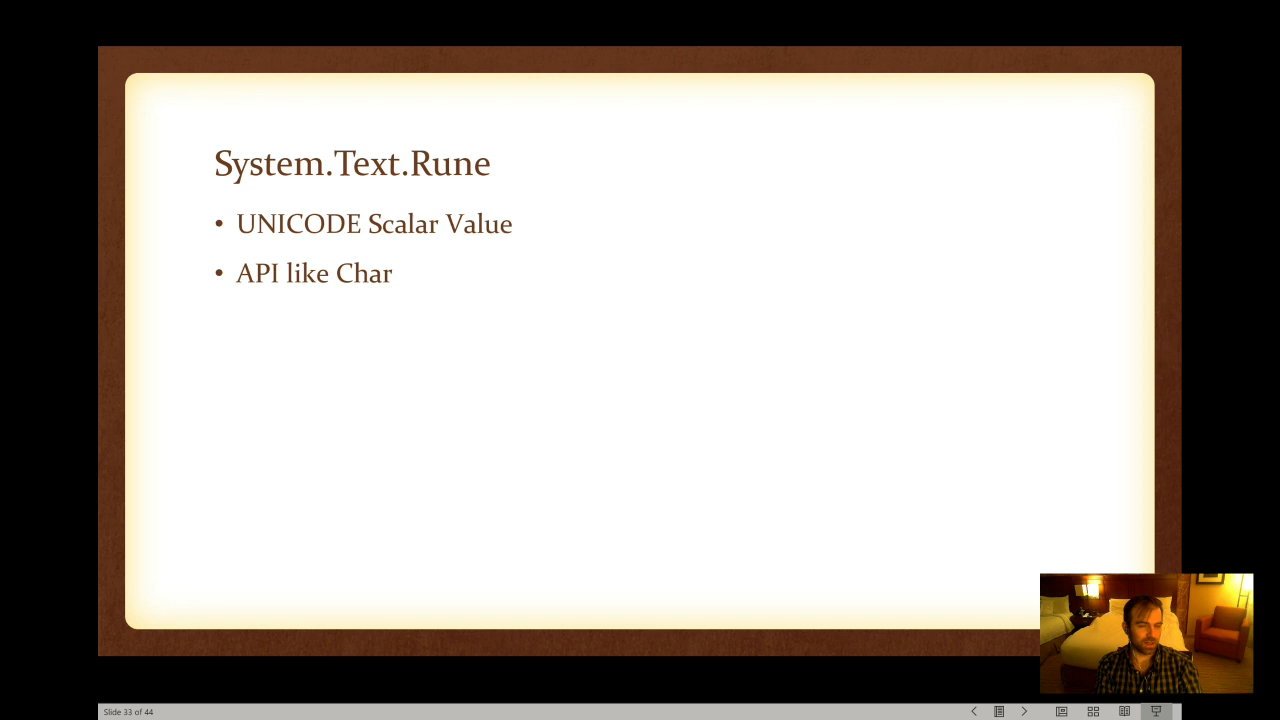 System.Text.Rune
• UNICODE Scalar Value
• API like Char
Slide 33 of 44